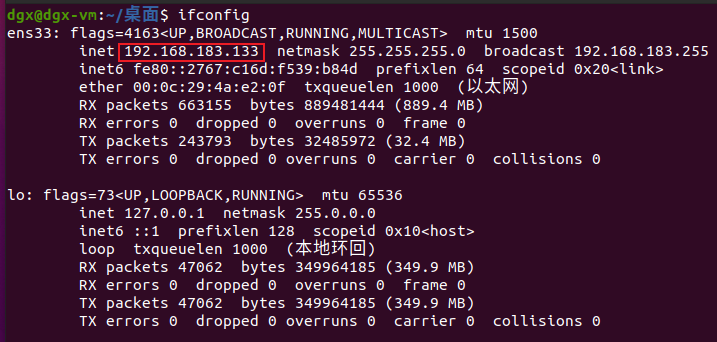 dgx@dgx-vm:~/桌面$ ifconfig
ens33: flags=4163<UP,BROADCAST,RUNNING,MULTICAST>  mtu 1500
        inet 192.168.183.133  netmask 255.255.255.0  broadcast 192.168.183.255
        inet6 fe80::2767:c16d:f539:b84d  prefixlen 64  scopeid 0x20<link>
        ether 00:0c:29:4a:e2:0f  txqueuelen 1000  (以太网)
        RX packets 663155  bytes 889481444 (889.4 MB)
        RX errors 0  dropped 0  overruns 0  frame 0
        TX packets 243793  bytes 32485972 (32.4 MB)
        TX errors 0  dropped 0 overruns 0  carrier 0  collisions 0
lo: flags=73<UP,LOOPBACK,RUNNING>  mtu 65536
        inet 127.0.0.1  netmask 255.0.0.0
        inet6 ::1  prefixlen 128  scopeid 0x10<host>
        loop  txqueuelen 1000  (本地环回)
        RX packets 47062  bytes 349964185 (349.9 MB)
        RX errors 0  dropped 0  overruns 0  frame 0
        TX packets 47062  bytes 349964185 (349.9 MB)
        TX errors 0  dropped 0 overruns 0  carrier 0  collisions 0